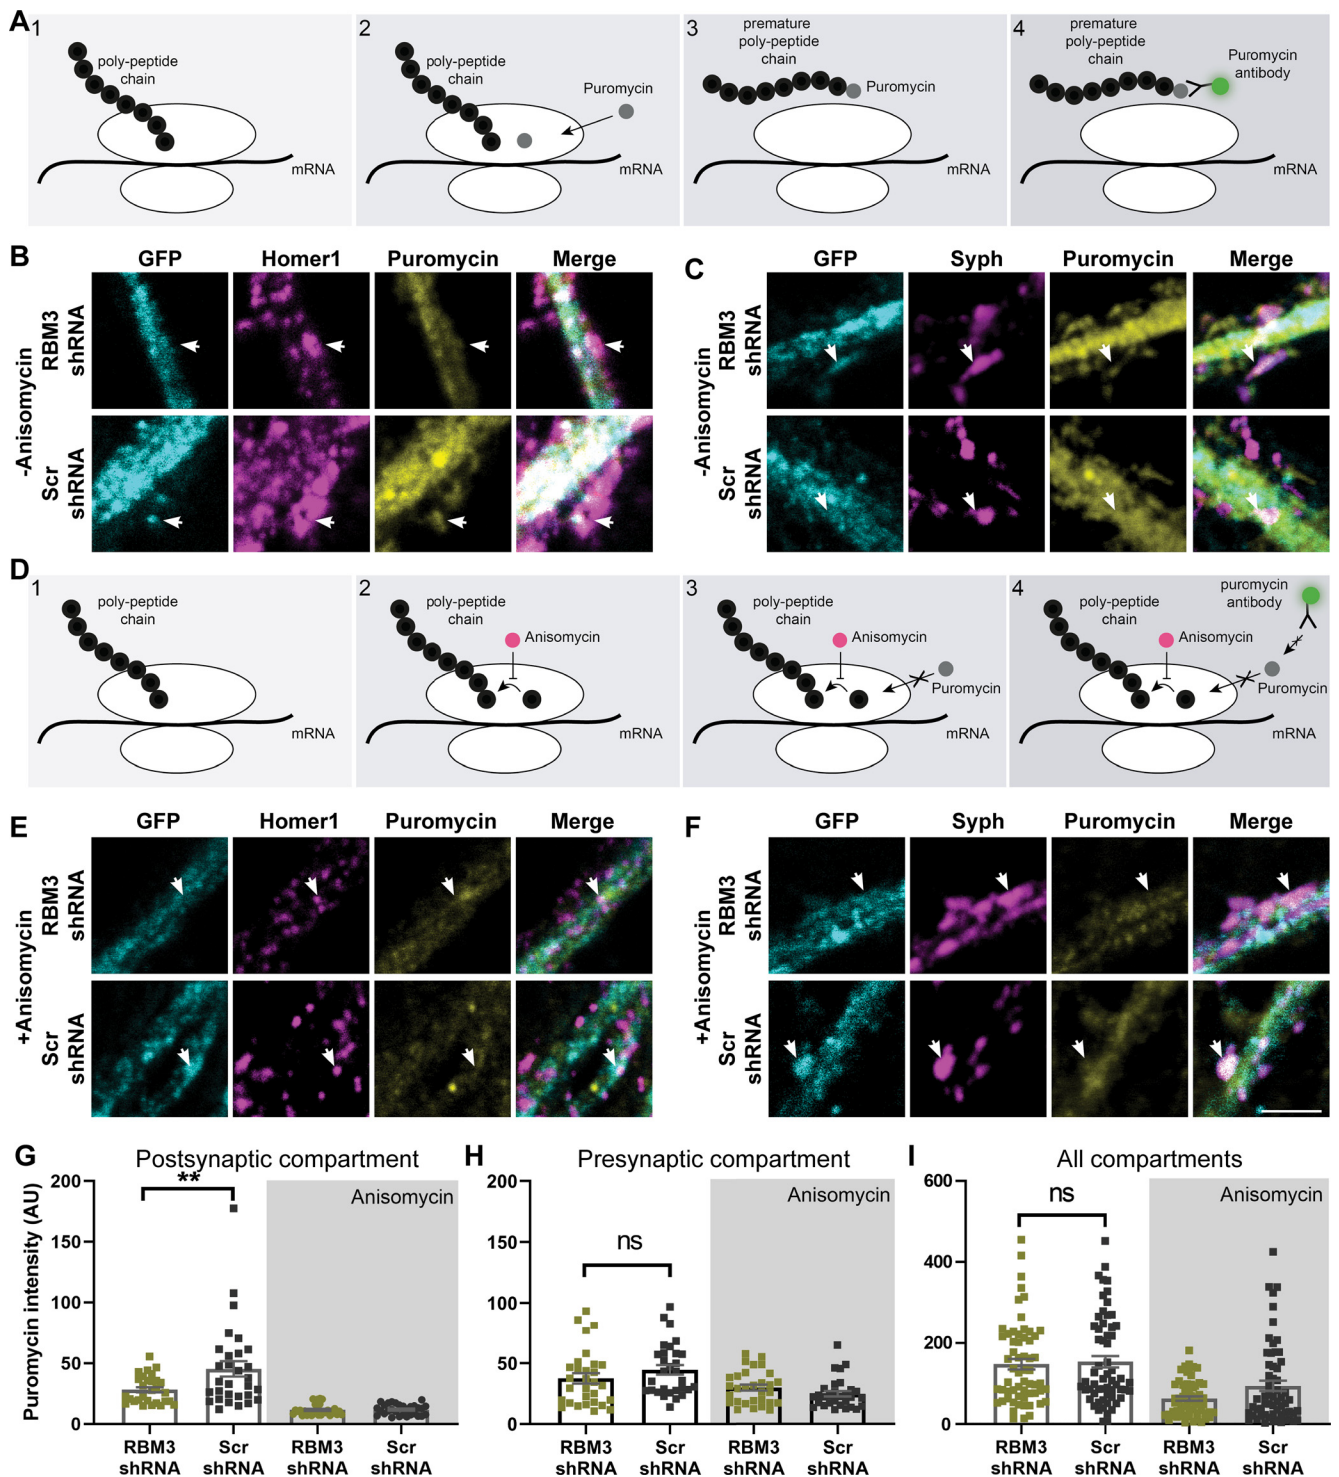 A
1
poly-peptide
chain
mRNA
2
poly-peptide
chain
Puromycin
mRNA
3
premature
poly-peptide
chain
Puromycin
mRNA
4
premature
poly-peptide
chain
Puromycin
antibody
mRNA
B
GFP Homer1 Puromycin Merge
-Anisomycin
RBM3
shRNA
Scr
shRNA
C
GFP Syph Puromycin Merge
-Anisomycin
RBM3
shRNA
Scr
shRNA
D
1
poly-peptide
chain
mRNA
2
poly-peptide
chain
Anisomycin
mRNA
3
poly-peptide
chain
Anisomycin
Puromycin
mRNA
4
poly-peptide
chain
Anisomycin
puromycin
antibody
Puromycin
mRNA
E
GFP Homer1 Puromycin Merge
+Anisomycin
RBM3
shRNA
Scr
shRNA
F
GFP Syph Puromycin Merge
+Anisomycin
RBM3
shRNA
Scr
shRNA
G
Postsynaptic compartment
Puromycin intensity (AU)
200
150
100
50
0
**
Anisomycin
RBM3 Scr RBM3 Scr
shRNA shRNA shRNA shRNA
H
Presynaptic compartment
200
150
100
50
0
ns
Anisomycin
RBM3 Scr RBM3 Scr
shRNA shRNA shRNA shRNA
I
All compartments
600
400
200
0
ns
Anisomycin
RBM3 Scr RBM3 Scr
shRNA shRNA shRNA shRNA